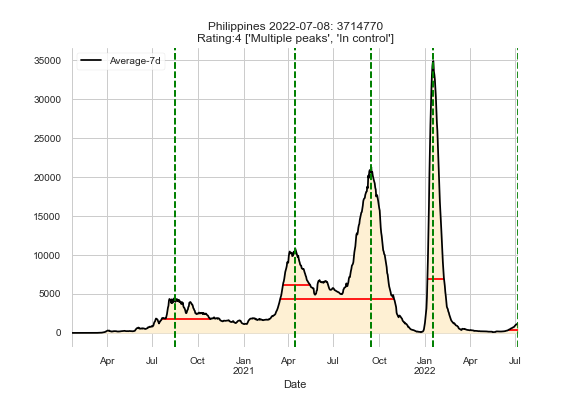 Philippines 2022-07-08: 3714770
Rating:4 ['Multiple peaks', 'In control']
Average-7d
35000
30000
25000
20000
15000
10000
5000
0
Apr Jul Oct Jan Apr Jul Oct Jan Apr Jul
2021 2022
Date